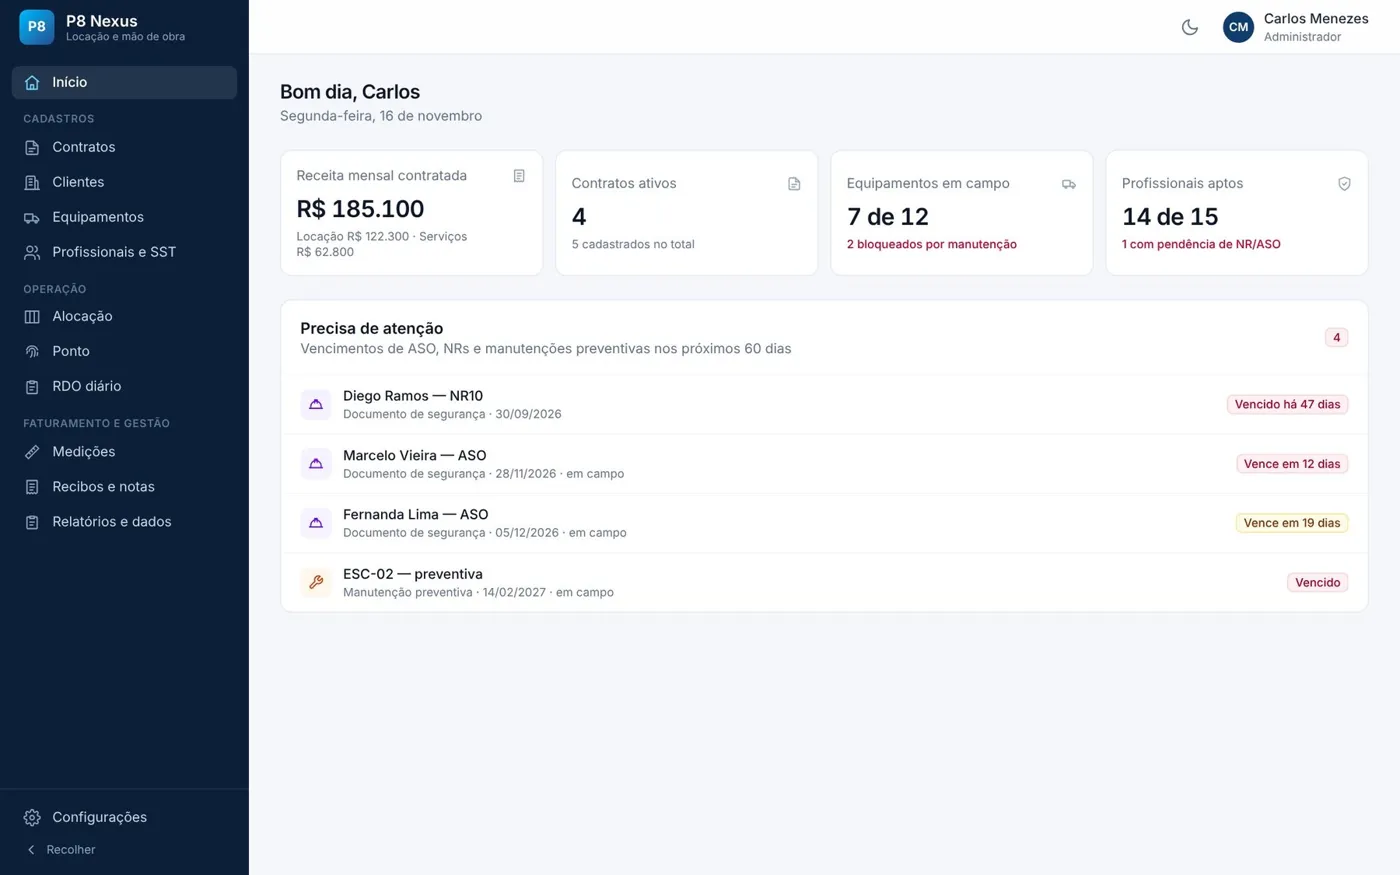 P8
P8 Nexus
Locação e mão de obra
Início
CADASTROS
Contratos
Clientes
Equipamentos
Profissionais e SST
OPERAÇÃO
Alocação
Ponto
RDO diário
FATURAMENTO E GESTÃO
Medições
Recibos e notas
Relatórios e dados
Configurações
Recolher
CM
Carlos Menezes
Administrador
Bom dia, Carlos
Segunda-feira, 16 de novembro
Receita mensal contratada
R$ 185.100
Locação R$ 122.300 · Serviços
R$ 62.800
Contratos ativos
4
5 cadastrados no total
Equipamentos em campo
7 de 12
2 bloqueados por manutenção
Profissionais aptos
14 de 15
1 com pendência de NR/ASO
Precisa de atenção
Vencimentos de ASO, NRs e manutenções preventivas nos próximos 60 dias
4
Diego Ramos — NR10
Documento de segurança · 30/09/2026
Vencido há 47 dias
Marcelo Vieira — ASO
Documento de segurança · 28/11/2026 · em campo
Vence em 12 dias
Fernanda Lima — ASO
Documento de segurança · 05/12/2026 · em campo
Vence em 19 dias
ESC-02 — preventiva
Manutenção preventiva · 14/02/2027 · em campo
Vencido